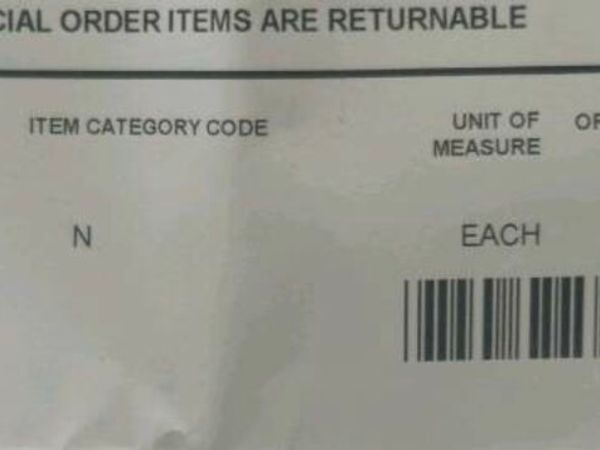 CIAL ORDER ITEMS ARE RETURNABLE
ITEM CATEGORY CODE
UNIT OF
MEASURE
N
EACH